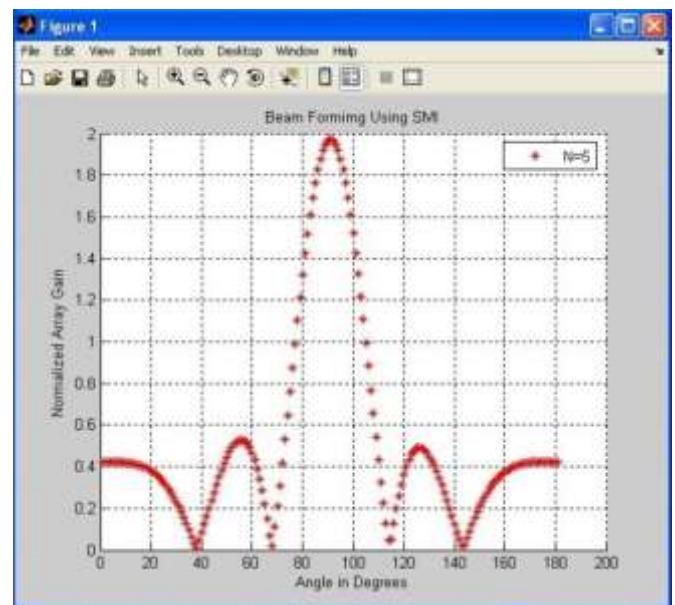 Figure 1
File Edit View Insert Tools Desktop Window Help
Beam Formimg Using SMI
N=5
Normalized Array Gain
2
1.8
1.6
1.4
1.2
1
0.8
0.6
0.4
0.2
0
0 20 40 60 80 100 120 140 160 180 200
Angle in Degrees